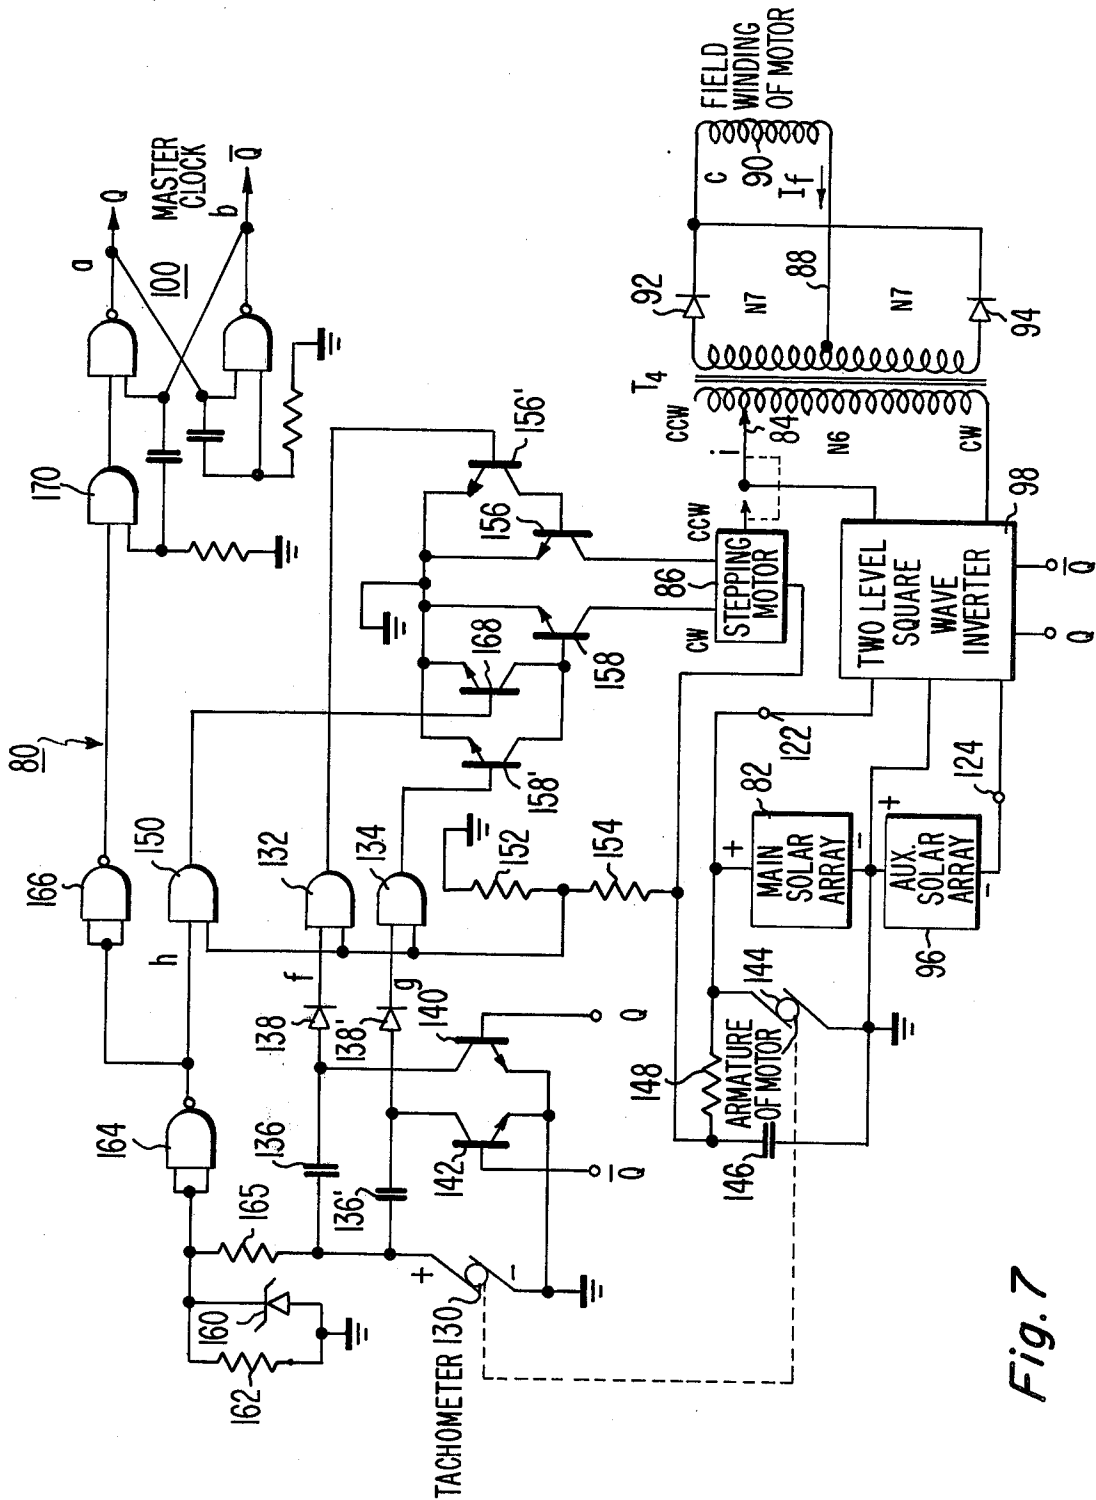 80
170
a
Q
100
MASTER
CLOCK
b
Q̅
166
150
h
164
165
160
162
132
134
f
g
138
138'
136
136'
140
142
Q
Q̅
TACHOMETER 130
+
-
152
154
158'
168
158
156
156'
CW
CCW
86
STEPPING
MOTOR
i
CCW
84
N6
CW
T4
92
N7
88
N7
94
C
90
If
FIELD
WINDING
OF MOTOR
148
ARMATURE
OF MOTOR
144
146
+
82
MAIN
SOLAR
ARRAY
-
+
AUX.
SOLAR
ARRAY
-
96
122
124
TWO LEVEL
SQUARE
WAVE
INVERTER
98
Q
Q̅
Fig. 7